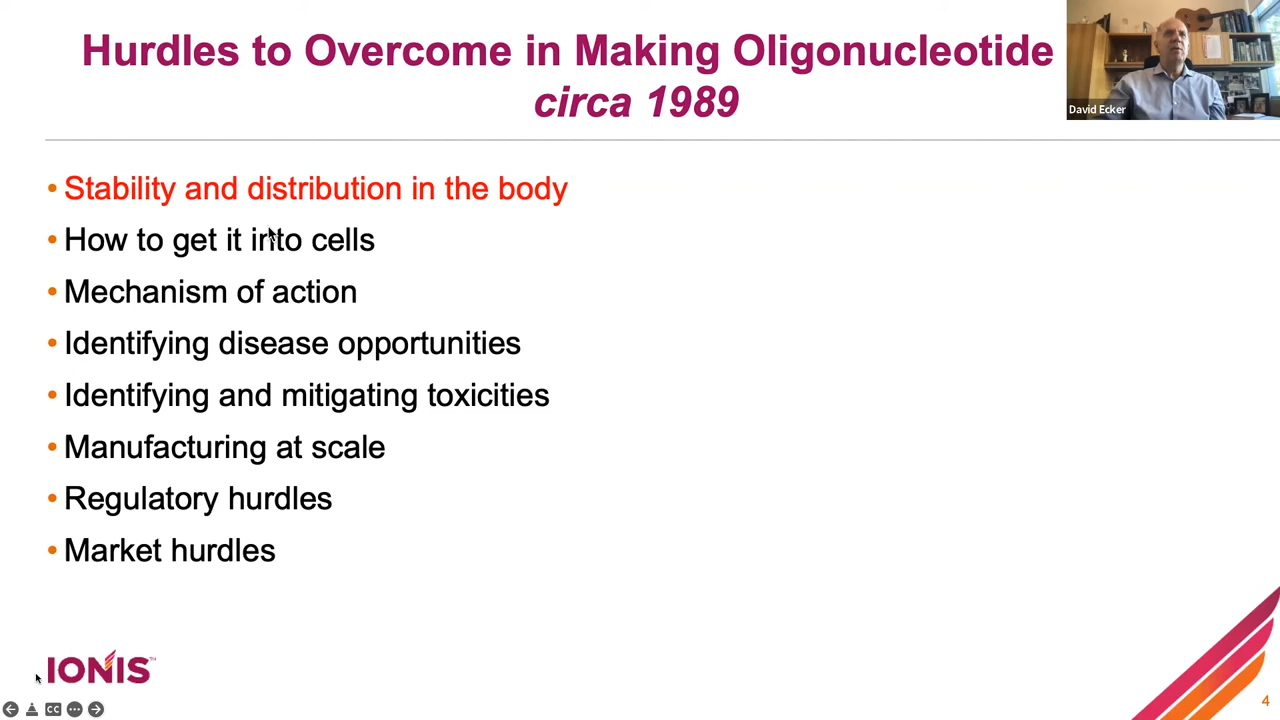 Hurdles to Overcome in Making Oligonucleotide
circa 1989
David Ecker
• Stability and distribution in the body
• How to get it into cells
• Mechanism of action
• Identifying disease opportunities
• Identifying and mitigating toxicities
• Manufacturing at scale
• Regulatory hurdles
• Market hurdles
IONIS™
CC
4